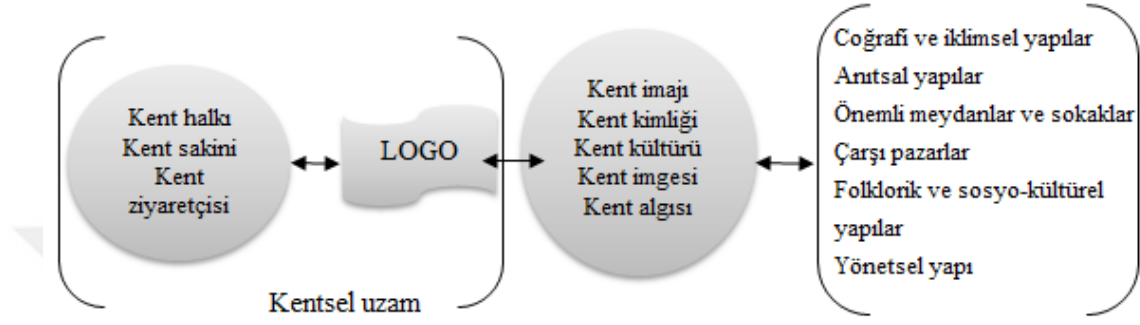 Kent halkı
Kent sakini
Kent
ziyaretçisi
LOGO
Kentsel uzam
Kent imajı
Kent kimliği
Kent kültürü
Kent imgesi
Kent algısı
Coğrafi ve iklimsel yapılar
Anıtsal yapılar
Önemli meydanlar ve sokaklar
Çarşı pazarlar
Folklorik ve sosyo-kültürel
yapılar
Yönetsel yapı